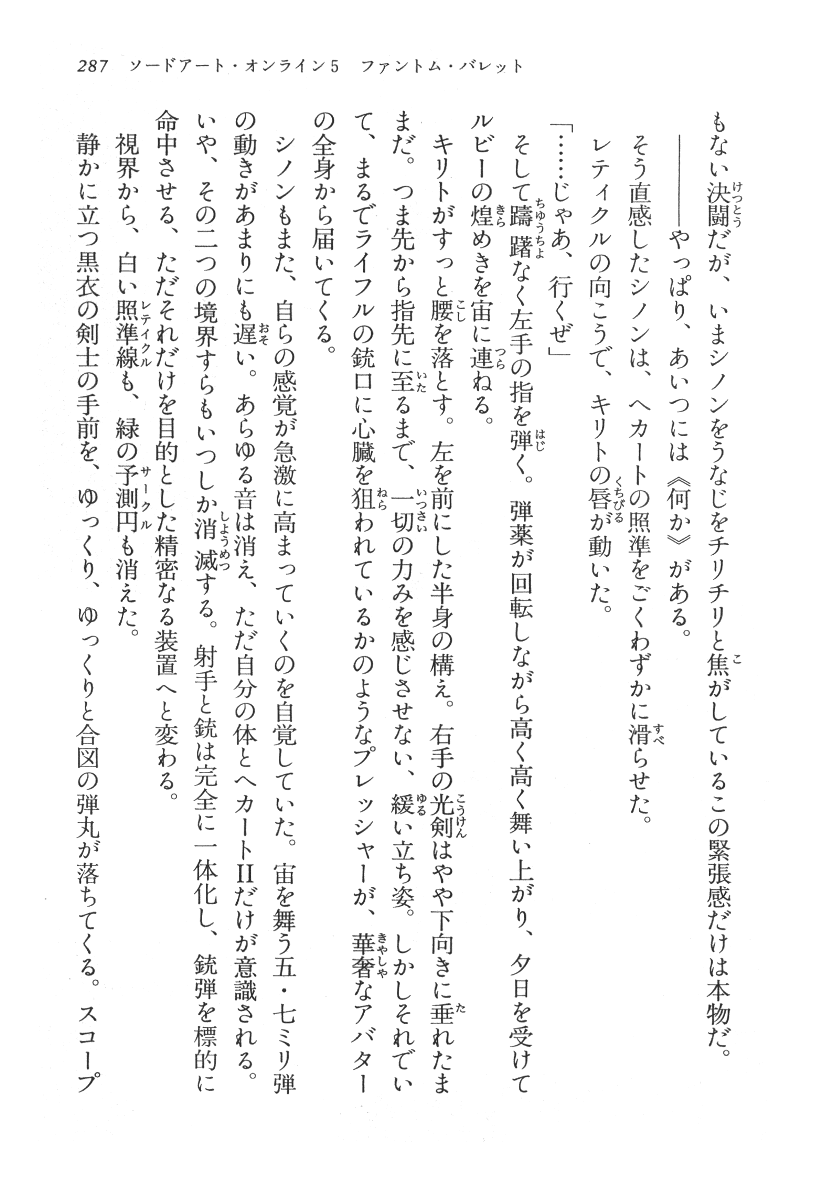 287　ソードアート・オンライン5　ファントム・バレット
もない決闘だが、いまシノンをうなじをチリチリと焦がしているこの緊張感だけは本物だ。
――――やっぱり、あいつには《何か》がある。
そう直感したシノンは、ヘカートの照準をごくわずかに滑らせた。
レティクルの向こうで、キリトの唇が動いた。
「……じゃあ、行くぜ」
そして躊躇なく左手の指を弾く。弾薬が回転しながら高く高く舞い上がり、夕日を受けて
ルビーの煌めきを宙に連ねる。
キリトがすっと腰を落とす。左を前にした半身の構え。右手の光剣はやや下向きに垂れたま
まだ。つま先から指先に至るまで、一切の力みを感じさせない、緩い立ち姿。しかしそれでい
て、まるでライフルの銃口に心臓を狙われているかのようなプレッシャーが、華奢なアバター
の全身から届いてくる。
シノンもまた、自らの感覚が急激に高まっていくのを自覚していた。宙を舞う五・七ミリ弾
の動きがあまりにも遅い。あらゆる音は消え、ただ自分の体とヘカートIIだけが意識される。
いや、その二つの境界すらもいつしか消滅する。射手と銃は完全に一体化し、銃弾を標的に
命中させる、ただそれだけを目的とした精密なる装置へと変わる。
視界から、白い照準線も、緑の予測円も消えた。
静かに立つ黒衣の剣士の手前を、ゆっくり、ゆっくりと合図の弾丸が落ちてくる。スコープ